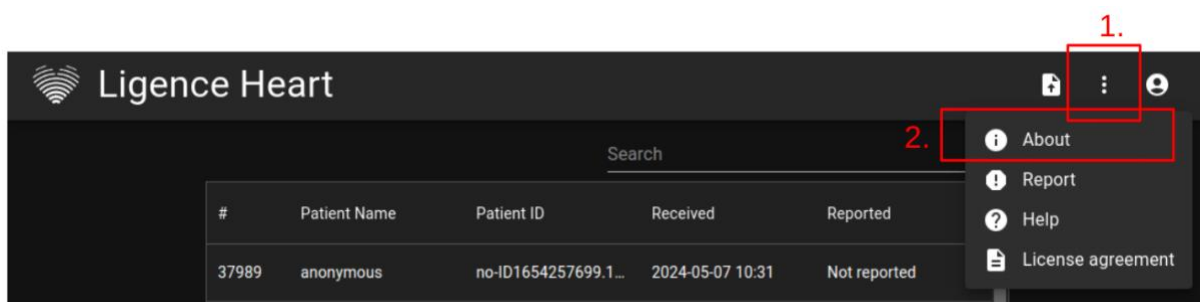 1.
Ligence Heart
2.
About
Search
Report
# Patient Name Patient ID Received Reported
Help
37989 anonymous no-ID1654257699.1... 2024-05-07 10:31 Not reported
License agreement